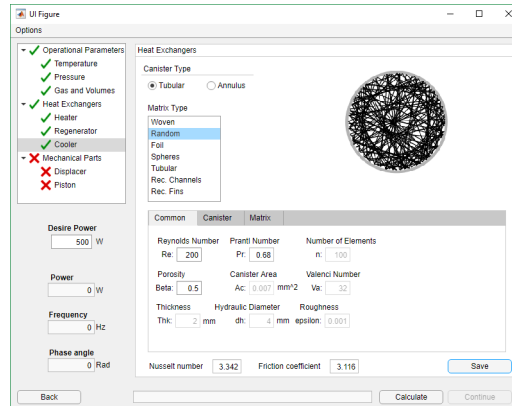 UI Figure
Options
Operational Parameters
Temperature
Pressure
Gas and Volumes
Heat Exchangers
Heater
Regenerator
Cooler
Mechanical Parts
Displacer
Piston
Desire Power
500 W
Power
0 W
Frequency
0 Hz
Phase angle
0 Rad
Heat Exchangers
Canister Type
Tubular Annulus
Matrix Type
Woven
Random
Foil
Spheres
Tubular
Rec. Channels
Rec. Fins
Common Canister Matrix
Reynolds Number Prantl Number Number of Elements
Re: 200 Pr: 0.68 n: 100
Porosity Canister Area Valenci Number
Beta: 0.5 Ac: 0.007 mm^2 Va: 32
Thickness Hydraulic Diameter Roughness
Thk: 2 mm dh: 4 mm epsilon: 0.001
Nusselt number 3.342 Friction coefficient 3.116 Save
Back Calculate Continue